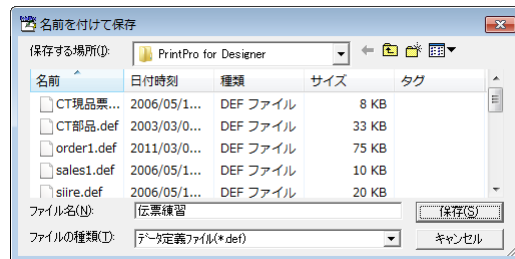 名前を付けて保存
保存する場所(I): PrintPro for Designer
名前 日付時刻 種類 サイズ タグ
CT現品票... 2006/05/1... DEF ファイル 8 KB
CT部品.def 2003/03/0... DEF ファイル 33 KB
order1.def 2011/03/0... DEF ファイル 75 KB
sales1.def 2006/05/1... DEF ファイル 10 KB
siire.def 2006/05/1... DEF ファイル 20 KB
ファイル名(N): 伝票練習 保存(S)
ファイルの種類(T): データ定義ファイル(*.def) キャンセル